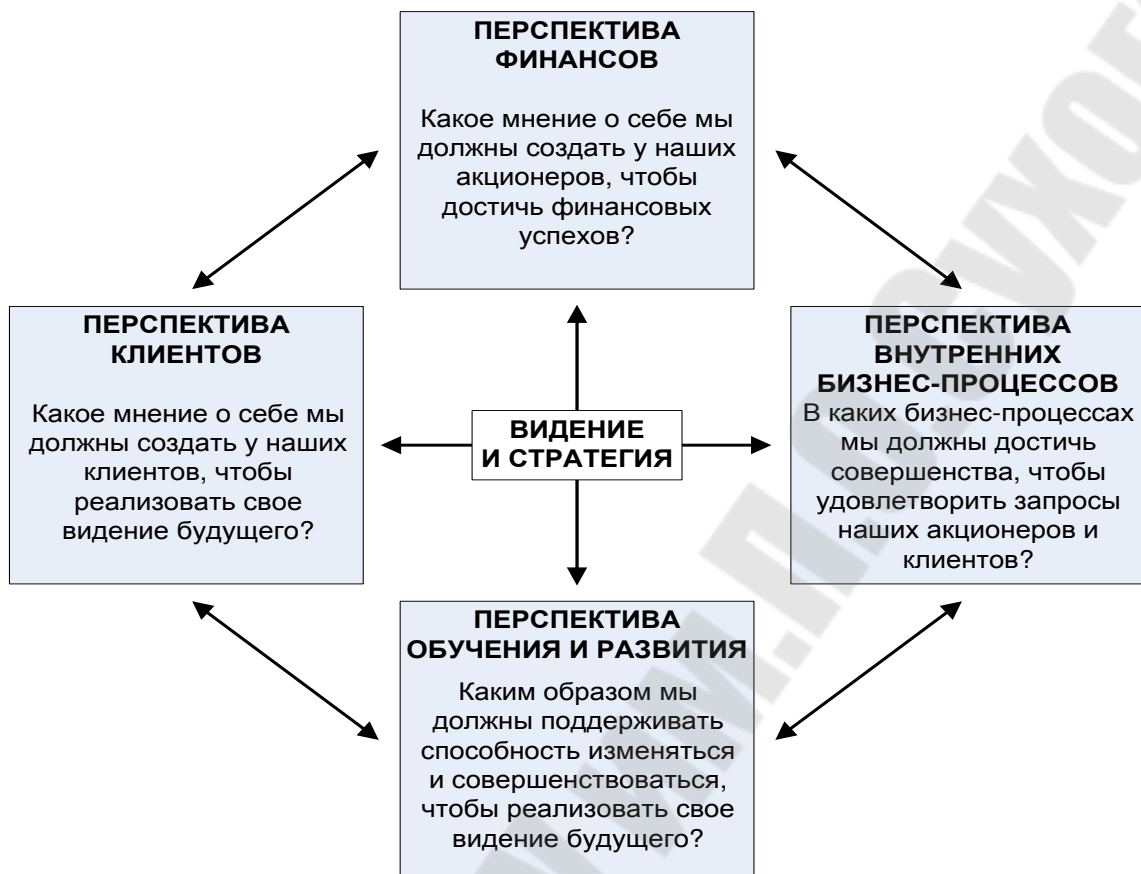 ПЕРСПЕКТИВА
ФИНАНСОВ
Какое мнение о себе мы
должны создать у наших
акционеров, чтобы
достичь финансовых
успехов?
ПЕРСПЕКТИВА
КЛИЕНТОВ
Какое мнение о себе мы
должны создать у наших
клиентов, чтобы
реализовать свое
видение будущего?
ВИДЕНИЕ
И СТРАТЕГИЯ
ПЕРСПЕКТИВА
ВНУТРЕННИХ
БИЗНЕС-ПРОЦЕССОВ
В каких бизнес-процессах
мы должны достичь
совершенства, чтобы
удовлетворить запросы
наших акционеров и
клиентов?
ПЕРСПЕКТИВА
ОБУЧЕНИЯ И РАЗВИТИЯ
Каким образом мы
должны поддерживать
способность изменяться
и совершенствоваться,
чтобы реализовать свое
видение будущего?
им.П.О.Сухо